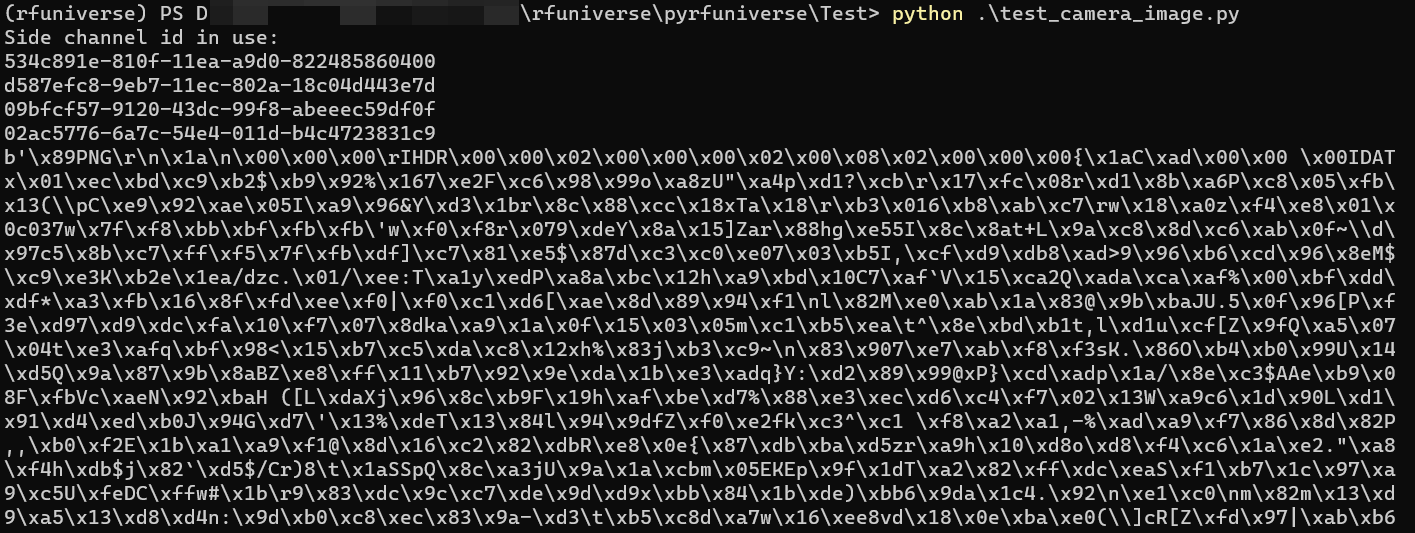 (rfuniverse) PS D \rfuniverse\pyrfuniverse\Test> python .\test_camera_image.py
Side channel id in use:
534c891e-810f-11ea-a9d0-822485860400
d587efc8-9eb7-11ec-802a-18c04d443e7d
09bfcf57-9120-43dc-99f8-abeeec59df0f
02ac5776-6a7c-54e4-011d-b4c4723831c9
b'\x89PNG\r\n\x1a\n\x00\x00\x00\rIHDR\x00\x00\x02\x00\x00\x00\x02\x00\x08\x02\x00\x00\x00{\x1aC\xad\x00\x00 \x00IDAT
x\x01\xec\xbd\xc9\xb2$\xb9\x92%\x167\xe2F\xc6\x98\x99o\xa8zU"\xa4p\xd1?\xcb\r\x17\xfc\x08r\xd1\x8b\xa6P\xc8\x05\xfb\
x13(\\pC\xe9\x92\xae\x05I\xa9\x96&Y\xd3\x1br\x8c\x88\xcc\x18xTa\x18\r\xb3\x016\xb8\xab\xc7\rw\x18\xa0z\xf4\xe8\x01\x
0c037w\x7f\xf8\xbb\xbf\xfb\xfb\'w\xf0\xf8r\x079\xdeY\x8a\x15]Zar\x88hg\xe55I\x8c\x8at+L\x9a\xc8\x8d\xc6\xab\x0f~\\d\
x97c5\x8b\xc7\xff\xf5\x7f\xfb\xdf]\xc7\x81\xe5$\x87d\xc3\xc0\xe07\x03\xb5I,\xcf\xd9\xdb8\xad>9\x96\xb6\xcd\x96\x8eM$
\xc9\xe3K\xb2e\x1ea/dzc.\x01/\xee:T\xa1y\xedP\xa8a\xbc\x12h\xa9\xbd\x10C7\xaf`V\x15\xca2Q\xada\xca\xaf%\x00\xbf\xdd\
xdf*\xa3\xfb\x16\x8f\xfd\xee\xf0|\xf0\xc1\xd6[\xae\x8d\x89\x94\xf1\nl\x82M\xe0\xab\x1a\x83@\x9b\xbaJU.5\x0f\x96[P\xf
3e\xd97\xd9\xdc\xfa\x10\xf7\x07\x8dka\xa9\x1a\x0f\x15\x03\x05m\xc1\xb5\xea\t^\x8e\xbd\xb1t,l\xd1u\xcf[Z\x9fQ\xa5\x07
\x04t\xe3\xafq\xbf\x98<\x15\xb7\xc5\xda\xc8\x12xh%\x83j\xb3\xc9~\n\x83\x907\xe7\xab\xf8\xf3sK.\x86O\xb4\xb0\x99U\x14
\xd5Q\x9a\x87\x9b\x8aBZ\xe8\xff\x11\xb7\x92\x9e\xda\x1b\xe3\xadq}Y:\xd2\x89\x99@xP}\xcd\xadp\x1a/\x8e\xc3$AAe\xb9\x0
8F\xfbVc\xaeN\x92\xbaH ([L\xdaXj\x96\x8c\xb9F\x19h\xaf\xbe\xd7%\x88\xe3\xec\xd6\xc4\xf7\x02\x13W\xa9c6\x1d\x90L\xd1\
x91\xd4\xed\xb0J\x94G\xd7\'\x13%\xdeT\x13\x84l\x94\x9dfZ\xf0\xe2fk\xc3^\xc1 \xf8\xa2\xa1,-%\xad\xa9\xf7\x86\x8d\x82P
,,\xb0\xf2E\x1b\xa1\xa9\xf1@\x8d\x16\xc2\x82\xdbR\xe8\x0e{\x87\xdb\xba\xd5zr\xa9h\x10\xd8o\xd8\xf4\xc6\x1a\xe2."\xa8
\xf4h\xdb$j\x82`\xd5$/Cr)8\t\x1aSSpQ\x8c\xa3jU\x9a\x1a\xcbm\x05EKEp\x9f\x1dT\xa2\x82\xff\xdc\xeaS\xf1\xb7\x1c\x97\xa
9\xc5U\xfeDC\xffw#\x1b\r9\x83\xdc\x9c\xc7\xde\x9d\xd9x\xbb\x84\x1b\xde)\xbb6\x9da\x1c4.\x92\n\xe1\xc0\nm\x82m\x13\xd
9\xa5\x13\xd8\xd4n:\x9d\xb0\xc8\xec\x83\x9a-\xd3\t\xb5\xc8d\xa7w\x16\xee8vd\x18\x0e\xba\xe0(\\]cR[Z\xfd\x97|\xab\xb6